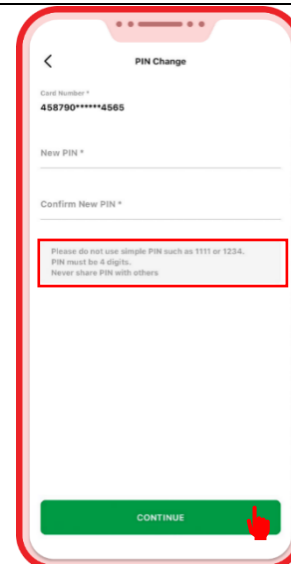 PIN Change
Card Number *
458790******4565
New PIN *
Confirm New PIN *
Please do not use simple PIN such as 1111 or 1234.
PIN must be 4 digits.
Never share PIN with others
CONTINUE